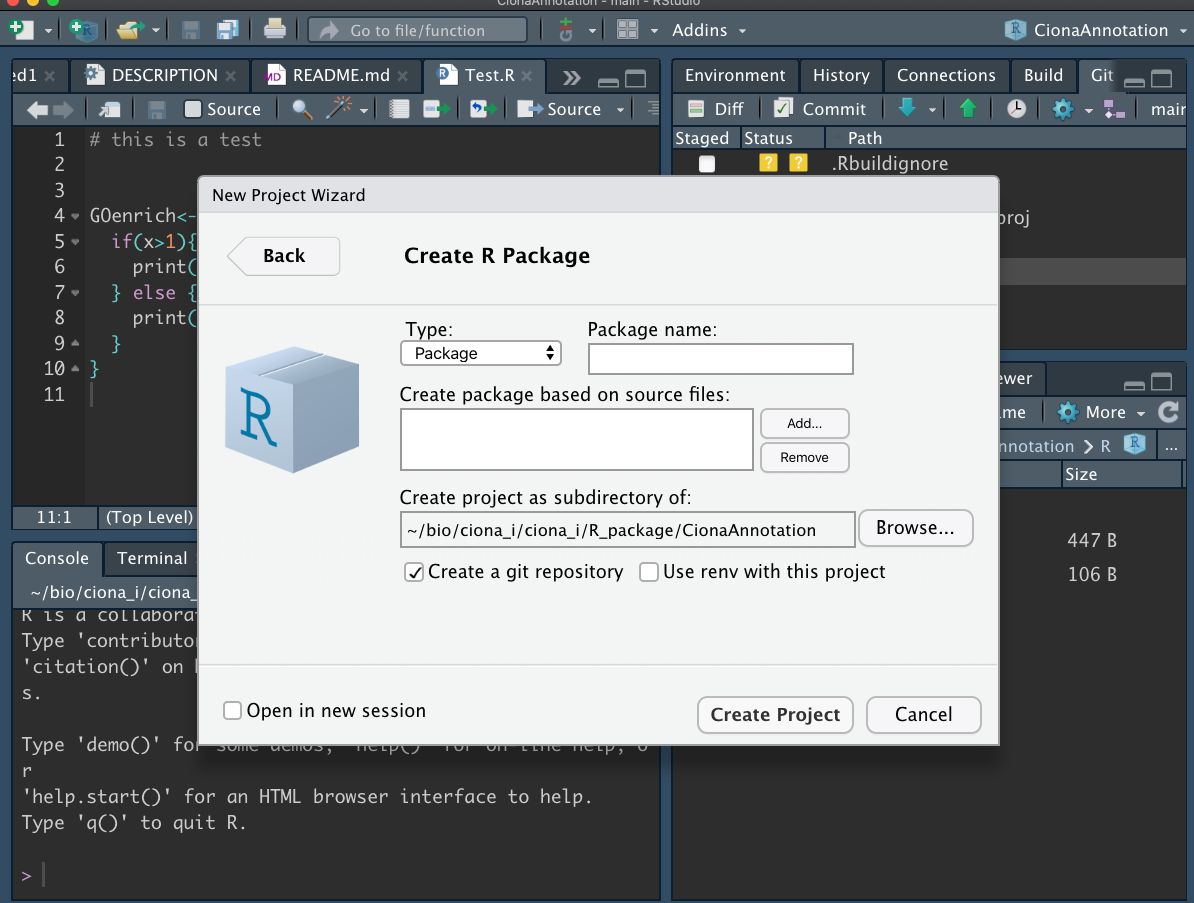 CionaAnnotation - main - RStudio
Go to file/function
Addins
CionaAnnotation
ed1
DESCRIPTION
MD README.md
R Test.R
Source
Source
1 # this is a test
2
3
4 GOenrich<-
5 if(x>1){
6 print(
7 } else {
8 print(
9 }
10 }
11
11:1 (Top Level)
Console Terminal
~/bio/ciona_i/ciona_
R is a collaborat
Type 'contributor
'citation()' on
s.
Type 'demo()' for some demos, 'help()' for on-line help, o
r
'help.start()' for an HTML browser interface to help.
Type 'q()' to quit R.
>
Environment History Connections Build Git
Diff Commit main
Staged Status Path
? ? .Rbuildignore
proj
ewer
me More
nnotation > R R ...
Size
447 B
106 B
New Project Wizard
Back
Create R Package
R
Type: Package name:
Package
Create package based on source files:
Add...
Remove
Create project as subdirectory of:
~/bio/ciona_i/ciona_i/R_package/CionaAnnotation Browse...
Create a git repository Use renv with this project
Open in new session
Create Project Cancel